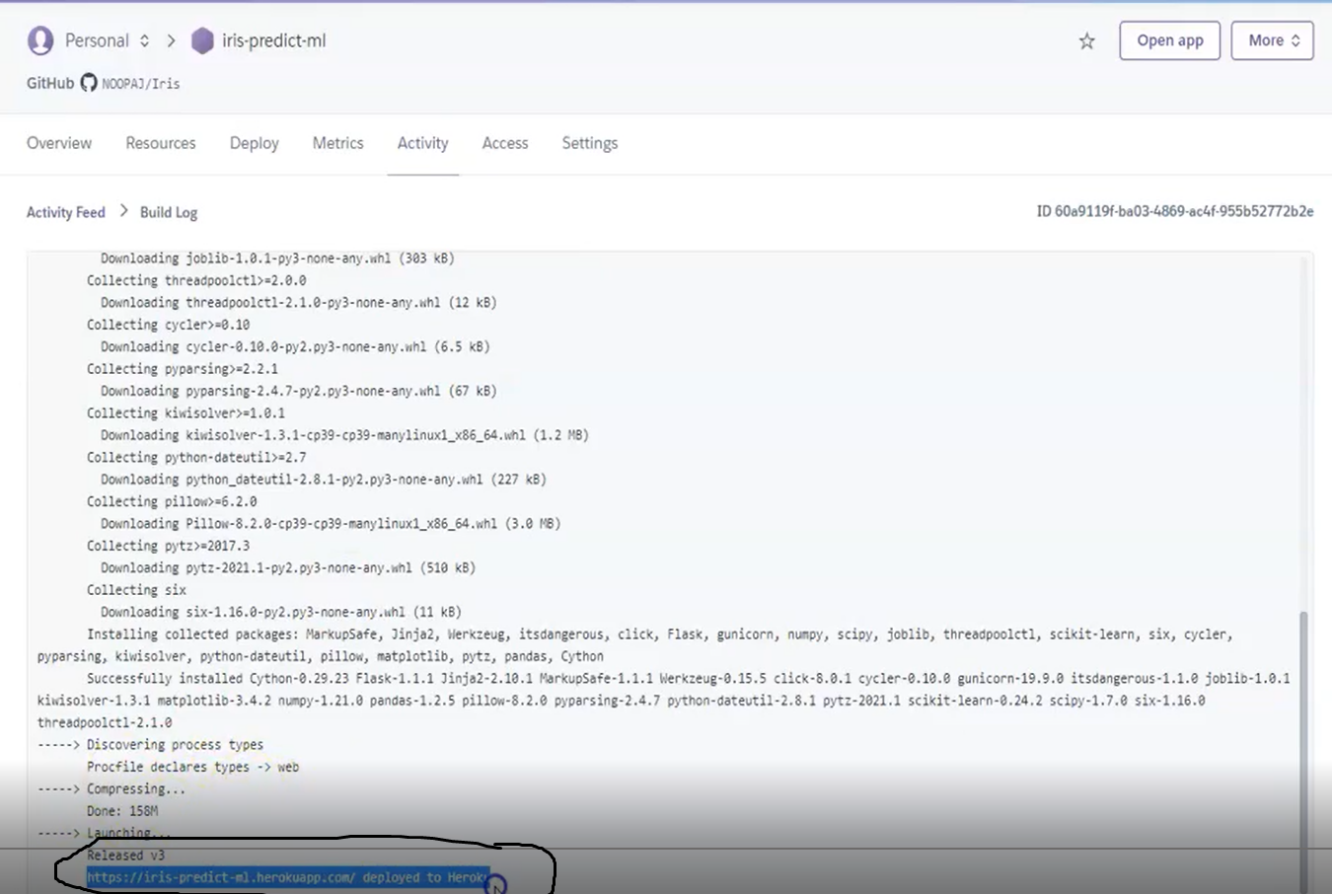 Personal iris-predict-ml Open app More
GitHub NOOPAJ/Iris
Overview Resources Deploy Metrics Activity Access Settings
Activity Feed > Build Log ID 60a9119f-ba03-4869-ac4f-955b52772b2e
Downloading joblib-1.0.1-py3-none-any.whl (303 kB)
Collecting threadpoolctl>=2.0.0
Downloading threadpoolctl-2.1.0-py3-none-any.whl (12 kB)
Collecting cycler>=0.10
Downloading cycler-0.10.0-py2.py3-none-any.whl (6.5 kB)
Collecting pyparsing>=2.2.1
Downloading pyparsing-2.4.7-py2.py3-none-any.whl (67 kB)
Collecting kiwisolver>=1.0.1
Downloading kiwisolver-1.3.1-cp39-cp39-manylinux1_x86_64.whl (1.2 MB)
Collecting python-dateutil>=2.7
Downloading python_dateutil-2.8.1-py2.py3-none-any.whl (227 kB)
Collecting pillow>=6.2.0
Downloading Pillow-8.2.0-cp39-cp39-manylinux1_x86_64.whl (3.0 MB)
Collecting pytz>=2017.3
Downloading pytz-2021.1-py2.py3-none-any.whl (510 kB)
Collecting six
Downloading six-1.16.0-py2.py3-none-any.whl (11 kB)
Installing collected packages: MarkupSafe, Jinja2, Werkzeug, itsdangerous, click, Flask, gunicorn, numpy, scipy, joblib, threadpoolctl, scikit-learn, six, cycler,
pyparsing, kiwisolver, python-dateutil, pillow, matplotlib, pytz, pandas, Cython
Successfully installed Cython-0.29.23 Flask-1.1.1 Jinja2-2.10.1 MarkupSafe-1.1.1 Werkzeug-0.15.5 click-8.0.1 cycler-0.10.0 gunicorn-19.9.0 itsdangerous-1.1.0 joblib-1.0.1
kiwisolver-1.3.1 matplotlib-3.4.2 numpy-1.21.0 pandas-1.2.5 pillow-8.2.0 pyparsing-2.4.7 python-dateutil-2.8.1 pytz-2021.1 scikit-learn-0.24.2 scipy-1.7.0 six-1.16.0
threadpoolctl-2.1.0
-----> Discovering process types
Procfile declares types -> web
-----> Compressing...
Done: 158M
-----> Launching...
Released v3
https://iris-predict-ml.herokuapp.com/ deployed to